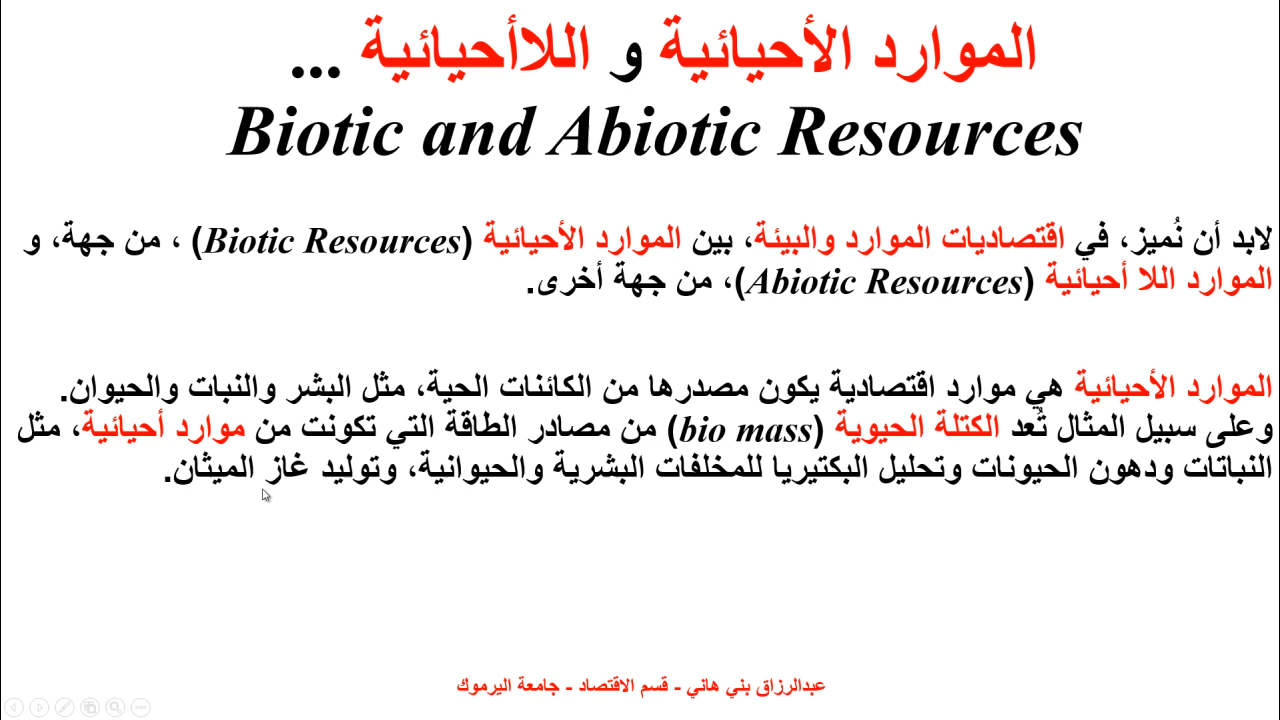 الموارد الأحيائية و اللاأحيائية ...
Biotic and Abiotic Resources
لابد أن نُميز، في اقتصاديات الموارد والبيئة، بين الموارد الأحيائية (Biotic Resources) ، من جهة، و
الموارد اللا أحيائية (Abiotic Resources)، من جهة أخرى.
الموارد الأحيائية هي موارد اقتصادية يكون مصدرها من الكائنات الحية، مثل البشر والنبات والحيوان.
وعلى سبيل المثال تُعد الكتلة الحيوية (bio mass) من مصادر الطاقة التي تكونت من موارد أحيائية، مثل
النباتات ودهون الحيونات وتحليل البكتيريا للمخلفات البشرية والحيوانية، وتوليد غاز الميثان.
عبدالرزاق بني هاني - قسم الاقتصاد - جامعة اليرموك